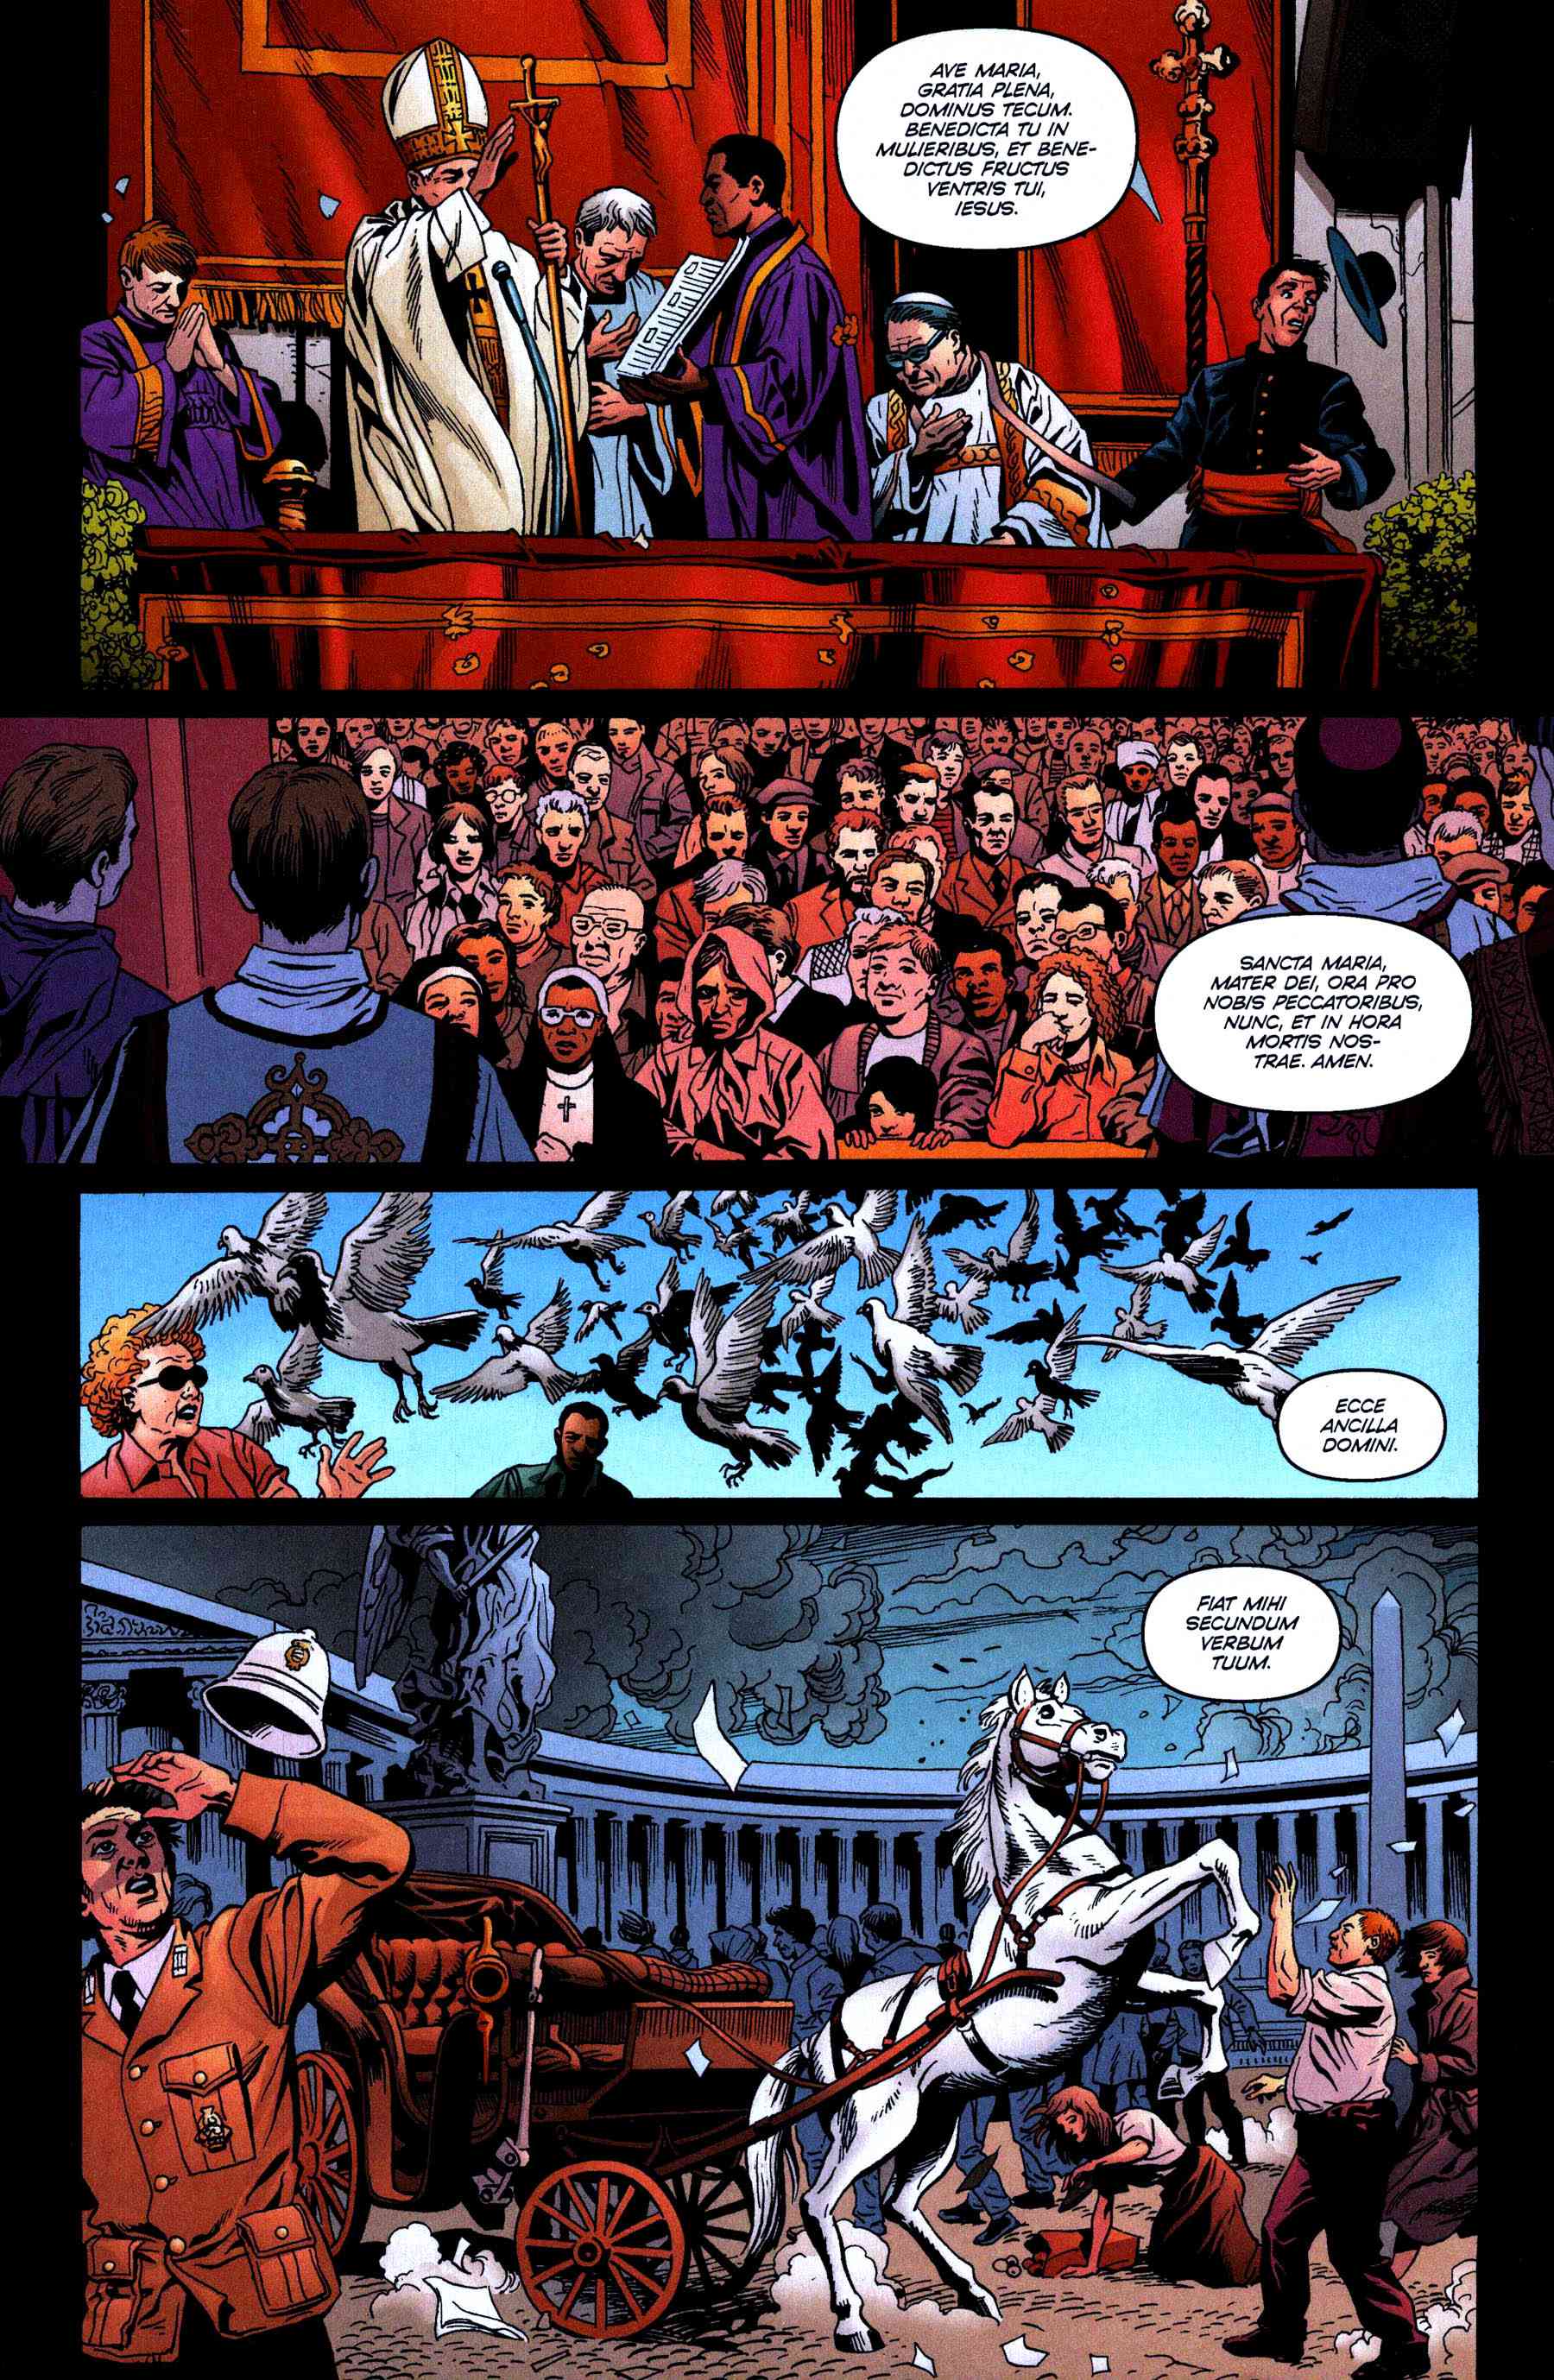 AVE MARIA,
GRATIA PLENA,
DOMINUS TECUM.
BENEDICTA TU IN
MULIERIBUS, ET BENE-
DICTUS FRUCTUS
VENTRIS TUI,
IESUS.
SANCTA MARIA,
MATER DEI, ORA PRO
NOBIS PECCATORIBUS,
NUNC, ET IN HORA
MORTIS NOS-
TRAE. AMEN.
ECCE
ANCILLA
DOMINI.
FIAT MIHI
SECUNDUM
VERBUM
TUUM.